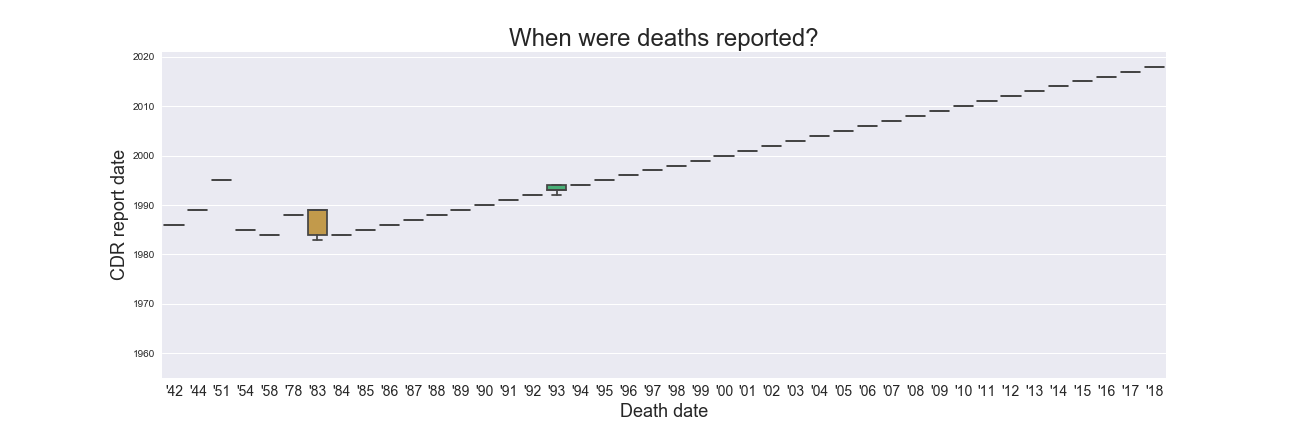 When were deaths reported?
CDR report date
2020
2010
2000
1990
1980
1970
1960
'42 '44 '51 '54 '58 '78 '83 '84 '85 '86 '87 '88 '89 '90 '91 '92 '93 '94 '95 '96 '97 '98 '99 '00 '01 '02 '03 '04 '05 '06 '07 '08 '09 '10 '11 '12 '13 '14 '15 '16 '17 '18
Death date